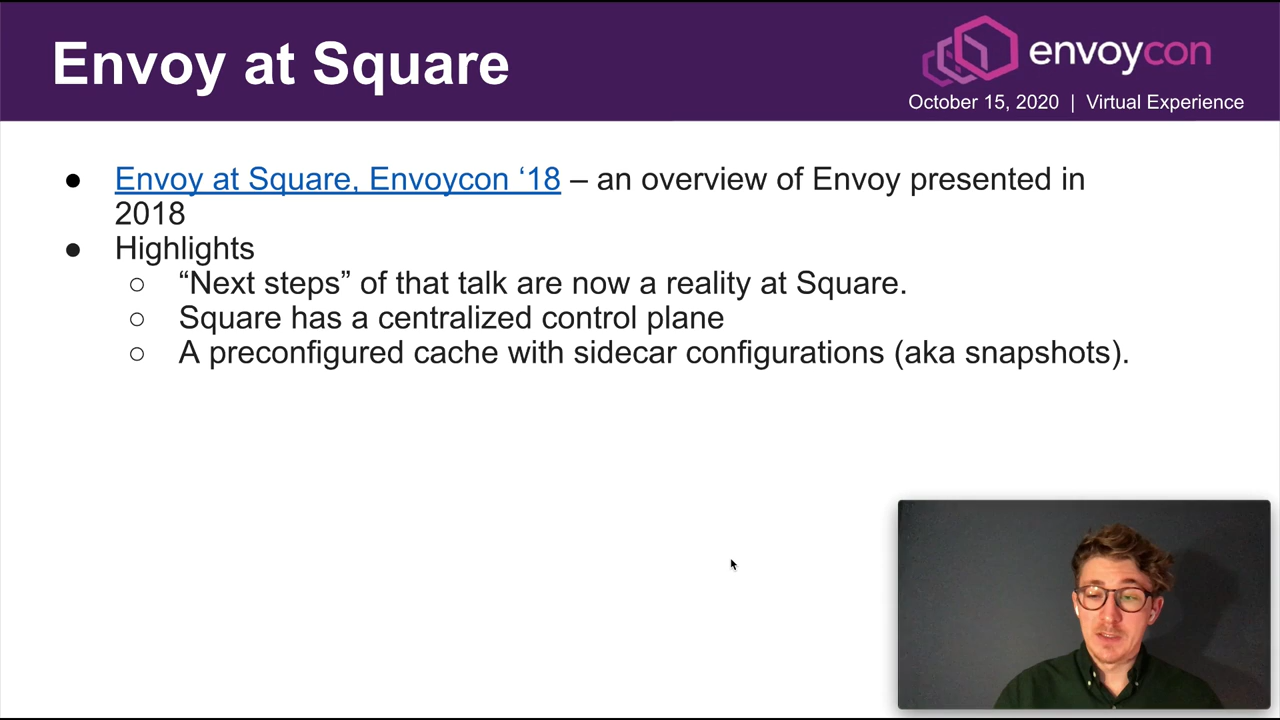 Envoy at Square
envoycon
October 15, 2020 | Virtual Experience
● Envoy at Square, Envoycon ‘18 – an overview of Envoy presented in
2018
● Highlights
○ “Next steps” of that talk are now a reality at Square.
○ Square has a centralized control plane
○ A preconfigured cache with sidecar configurations (aka snapshots).